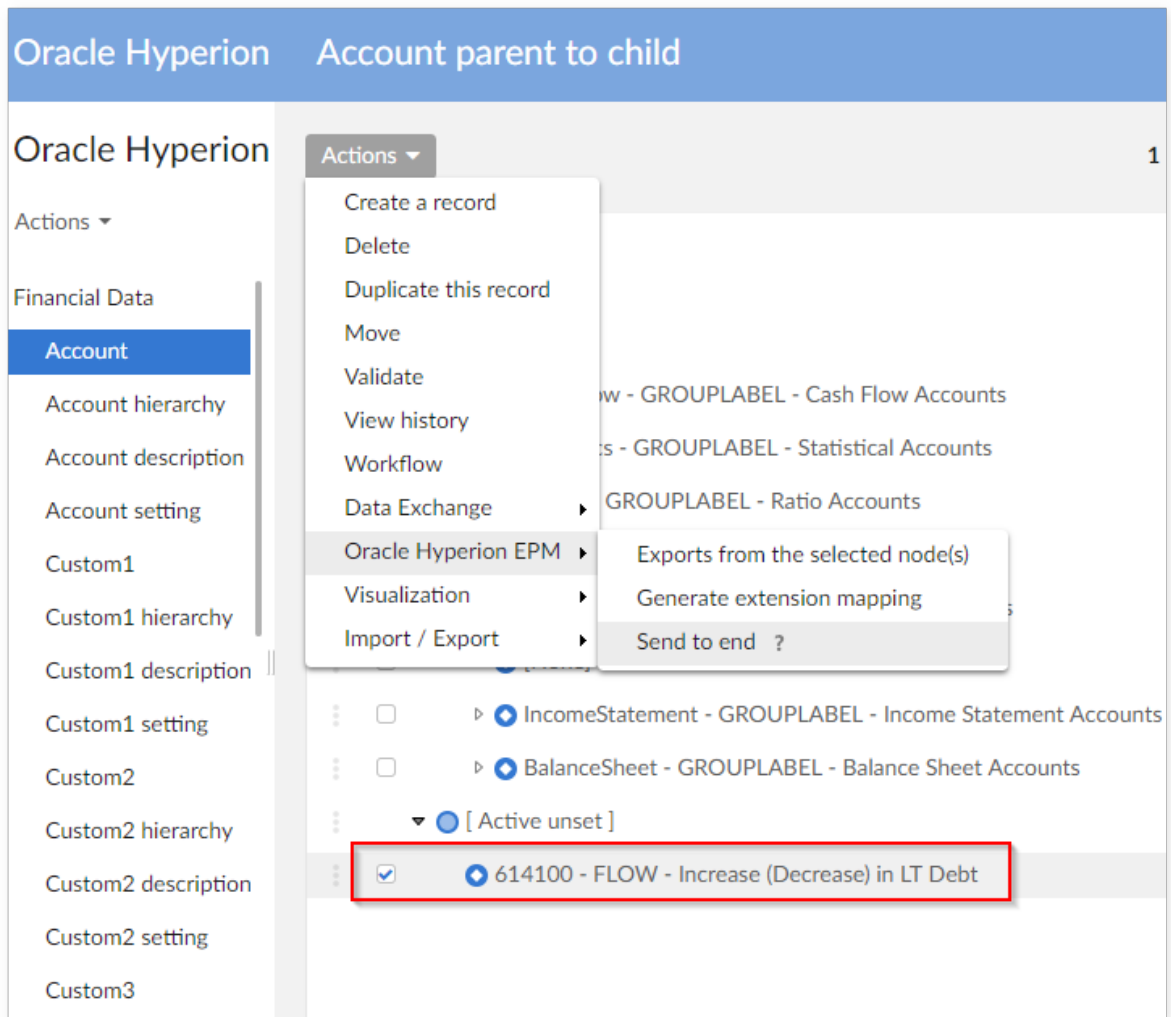 Oracle Hyperion Account parent to child
Oracle Hyperion
Actions
Financial Data
Account
Account hierarchy
Account description
Account setting
Custom1
Custom1 hierarchy
Custom1 description
Custom1 setting
Custom2
Custom2 hierarchy
Custom2 description
Custom2 setting
Custom3
Actions
1
Create a record
Delete
Duplicate this record
Move
Validate
View history
Workflow
Data Exchange
Oracle Hyperion EPM
Visualization
Import / Export
Exports from the selected node(s)
Generate extension mapping
Send to end ?
- GROUPLABEL - Cash Flow Accounts
- GROUPLABEL - Statistical Accounts
GROUPLABEL - Ratio Accounts
IncomeStatement - GROUPLABEL - Income Statement Accounts
BalanceSheet - GROUPLABEL - Balance Sheet Accounts
[ Active unset ]
614100 - FLOW - Increase (Decrease) in LT Debt